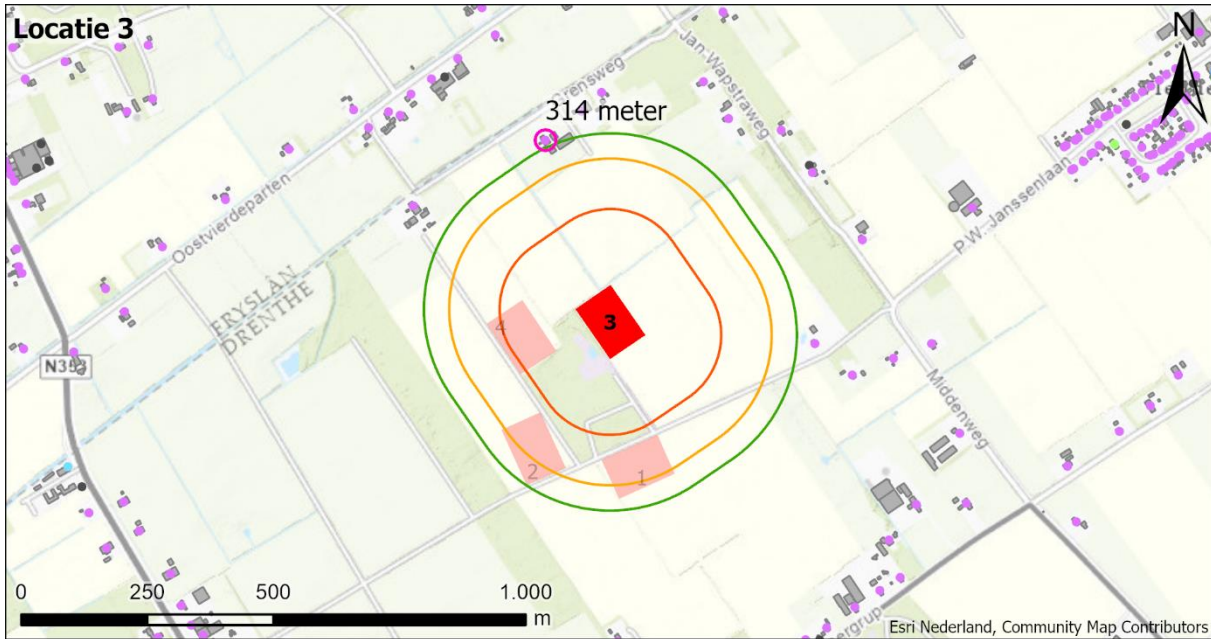 Locatie 3
N
Jan-Wapstraweg
314 meter
P.W. Janssenlaan
Oostvierdeparten
FRYSLÂN
DRENTHE
4
3
N353
Middenweg
2
1
0 250 500 1.000
m
Esri Nederland, Community Map Contributors